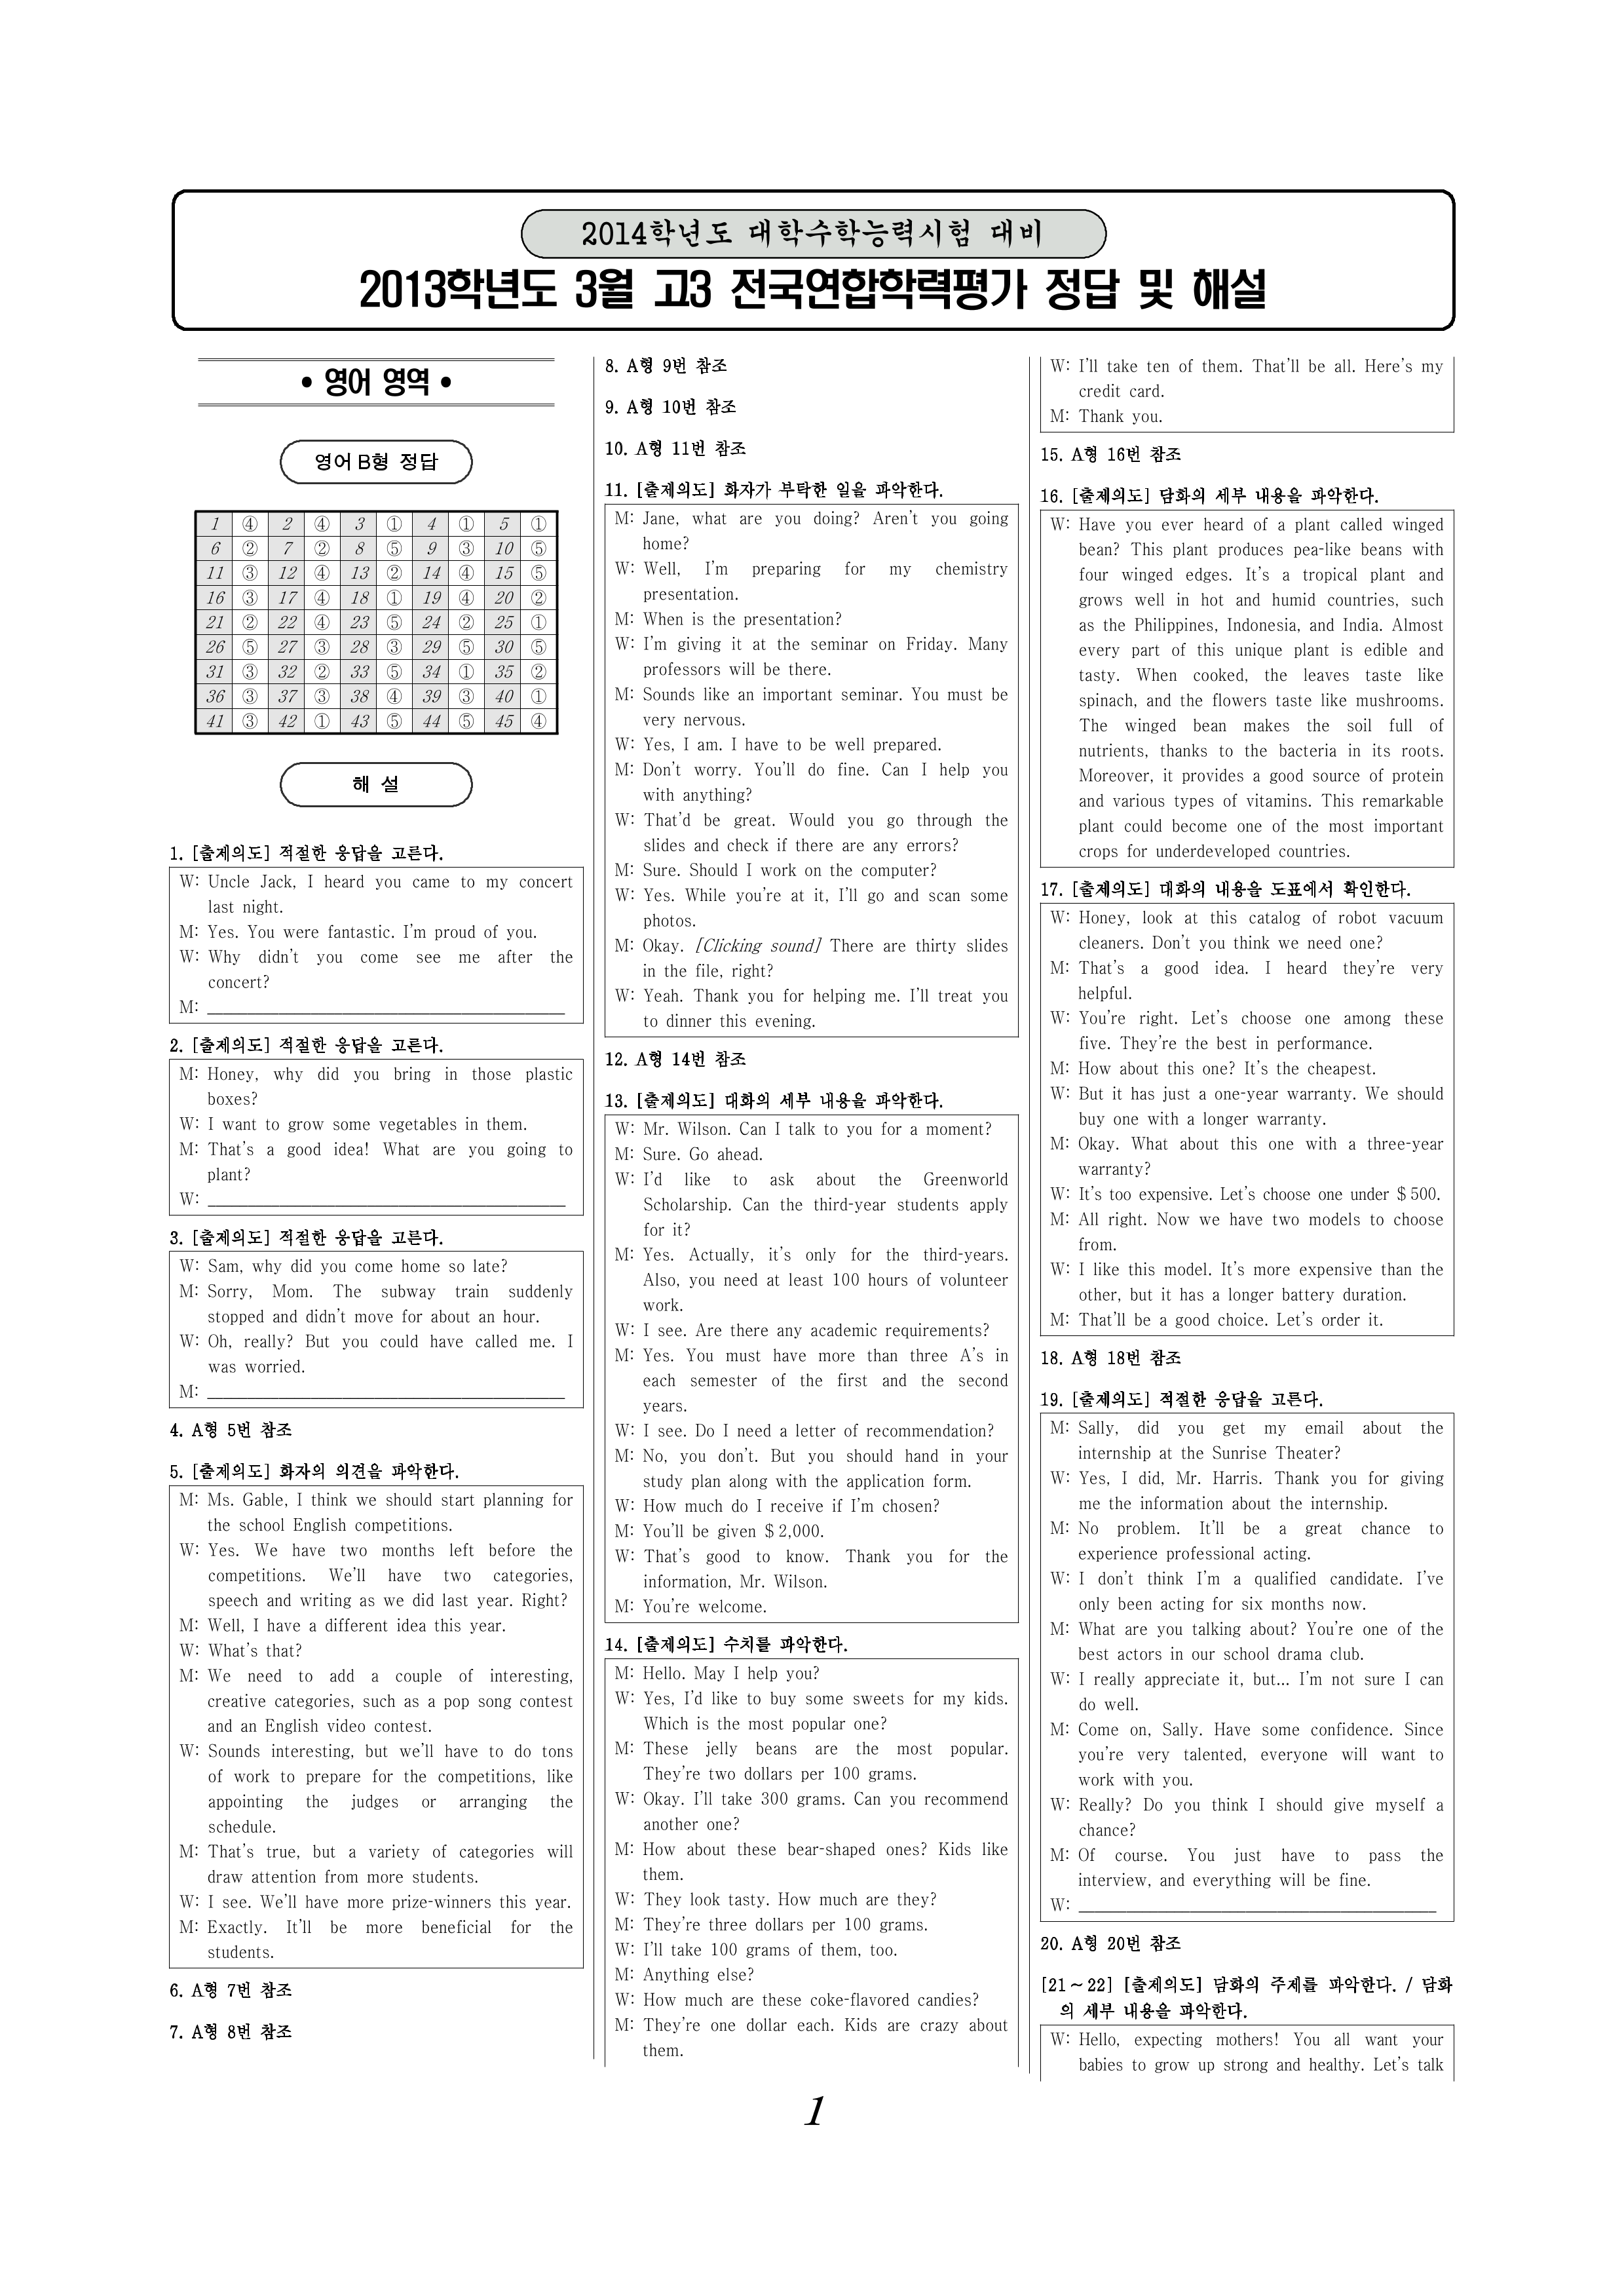 2014학년도 대학수학능력시험 대비
2013학년도 3월 고3 전국연합학력평가 정답 및 해설
• 영어 영역 •
영어 B형 정답
1 ④ 2 ④ 3 ① 4 ① 5 ①
6 ② 7 ② 8 ⑤ 9 ③ 10 ⑤
11 ③ 12 ④ 13 ② 14 ④ 15 ⑤
16 ③ 17 ④ 18 ① 19 ④ 20 ②
21 ② 22 ④ 23 ⑤ 24 ② 25 ①
26 ⑤ 27 ③ 28 ③ 29 ⑤ 30 ⑤
31 ③ 32 ② 33 ⑤ 34 ① 35 ②
36 ③ 37 ③ 38 ④ 39 ③ 40 ①
41 ③ 42 ① 43 ⑤ 44 ⑤ 45 ④
해 설
1. [출제의도] 적절한 응답을 고른다.
W: Uncle Jack, I heard you came to my concert
last night.
M: Yes. You were fantastic. I'm proud of you.
W: Why didn't you come see me after the
concert?
M: ____________________
2. [출제의도] 적절한 응답을 고른다.
M: Honey, why did you bring in those plastic
boxes?
W: I want to grow some vegetables in them.
M: That's a good idea! What are you going to
plant?
W: ____________________
3. [출제의도] 적절한 응답을 고른다.
W: Sam, why did you come home so late?
M: Sorry, Mom. The subway train suddenly
stopped and didn't move for about an hour.
W: Oh, really? But you could have called me. I
was worried.
M: ____________________
4. A형 5번 참조
5. [출제의도] 화자의 의견을 파악한다.
M: Ms. Gable, I think we should start planning for
the school English competitions.
W: Yes. We have two months left before the
competitions. We'll have two categories,
speech and writing as we did last year. Right?
M: Well, I have a different idea this year.
W: What's that?
M: We need to add a couple of interesting,
creative categories, such as a pop song contest
and an English video contest.
W: Sounds interesting, but we'll have to do tons
of work to prepare for the competitions, like
appointing the judges or arranging the
schedule.
M: That's true, but a variety of categories will
draw attention from more students.
W: I see. We'll have more prize-winners this year.
M: Exactly. It'll be more beneficial for the
students.
6. A형 7번 참조
7. A형 8번 참조
8. A형 9번 참조
9. A형 10번 참조
10. A형 11번 참조
11. [출제의도] 화자가 부탁한 일을 파악한다.
M: Jane, what are you doing? Aren't you going
home?
W: Well, I'm preparing for my chemistry
presentation.
M: When is the presentation?
W: I'm giving it at the seminar on Friday. Many
professors will be there.
M: Sounds like an important seminar. You must be
very nervous.
W: Yes, I am. I have to be well prepared.
M: Don't worry. You'll do fine. Can I help you
with anything?
W: That'd be great. Would you go through the
slides and check if there are any errors?
M: Sure. Should I work on the computer?
W: Yes. While you're at it, I'll go and scan some
photos.
M: Okay. [Clicking sound] There are thirty slides
in the file, right?
W: Yeah. Thank you for helping me. I'll treat you
to dinner this evening.
12. A형 14번 참조
13. [출제의도] 대화의 세부 내용을 파악한다.
W: Mr. Wilson. Can I talk to you for a moment?
M: Sure. Go ahead.
W: I'd like to ask about the Greenworld
Scholarship. Can the third-year students apply
for it?
M: Yes. Actually, it's only for the third-years.
Also, you need at least 100 hours of volunteer
work.
W: I see. Are there any academic requirements?
M: Yes. You must have more than three A's in
each semester of the first and the second
years.
W: I see. Do I need a letter of recommendation?
M: No, you don't. But you should hand in your
study plan along with the application form.
W: How much do I receive if I'm chosen?
M: You'll be given $ 2,000.
W: That's good to know. Thank you for the
information, Mr. Wilson.
M: You're welcome.
14. [출제의도] 수치를 파악한다.
M: Hello. May I help you?
W: Yes, I'd like to buy some sweets for my kids.
Which is the most popular one?
M: These jelly beans are the most popular.
They're two dollars per 100 grams.
W: Okay. I'll take 300 grams. Can you recommend
another one?
M: How about these bear-shaped ones? Kids like
them.
W: They look tasty. How much are they?
M: They're three dollars per 100 grams.
W: I'll take 100 grams of them, too.
M: Anything else?
W: How much are these coke-flavored candies?
M: They're one dollar each. Kids are crazy about
them.
W: I'll take ten of them. That'll be all. Here's my
credit card.
M: Thank you.
15. A형 16번 참조
16. [출제의도] 담화의 세부 내용을 파악한다.
W: Have you ever heard of a plant called winged
bean? This plant produces pea-like beans with
four winged edges. It's a tropical plant and
grows well in hot and humid countries, such
as the Philippines, Indonesia, and India. Almost
every part of this unique plant is edible and
tasty. When cooked, the leaves taste like
spinach, and the flowers taste like mushrooms.
The winged bean makes the soil full of
nutrients, thanks to the bacteria in its roots.
Moreover, it provides a good source of protein
and various types of vitamins. This remarkable
plant could become one of the most important
crops for underdeveloped countries.
17. [출제의도] 대화의 내용을 도표에서 확인한다.
W: Honey, look at this catalog of robot vacuum
cleaners. Don't you think we need one?
M: That's a good idea. I heard they're very
helpful.
W: You're right. Let's choose one among these
five. They're the best in performance.
M: How about this one? It's the cheapest.
W: But it has just a one-year warranty. We should
buy one with a longer warranty.
M: Okay. What about this one with a three-year
warranty?
W: It's too expensive. Let's choose one under $ 500.
M: All right. Now we have two models to choose
from.
W: I like this model. It's more expensive than the
other, but it has a longer battery duration.
M: That'll be a good choice. Let's order it.
18. A형 18번 참조
19. [출제의도] 적절한 응답을 고른다.
M: Sally, did you get my email about the
internship at the Sunrise Theater?
W: Yes, I did, Mr. Harris. Thank you for giving
me the information about the internship.
M: No problem. It'll be a great chance to
experience professional acting.
W: I don't think I'm a qualified candidate. I've
only been acting for six months now.
M: What are you talking about? You're one of the
best actors in our school drama club.
W: I really appreciate it, but... I'm not sure I can
do well.
M: Come on, Sally. Have some confidence. Since
you're very talented, everyone will want to
work with you.
W: Really? Do you think I should give myself a
chance?
M: Of course. You just have to pass the
interview, and everything will be fine.
W: ____________________
20. A형 20번 참조
[21～22] [출제의도] 담화의 주제를 파악한다. / 담화
의 세부 내용을 파악한다.
W: Hello, expecting mothers! You all want your
babies to grow up strong and healthy. Let's talk
1